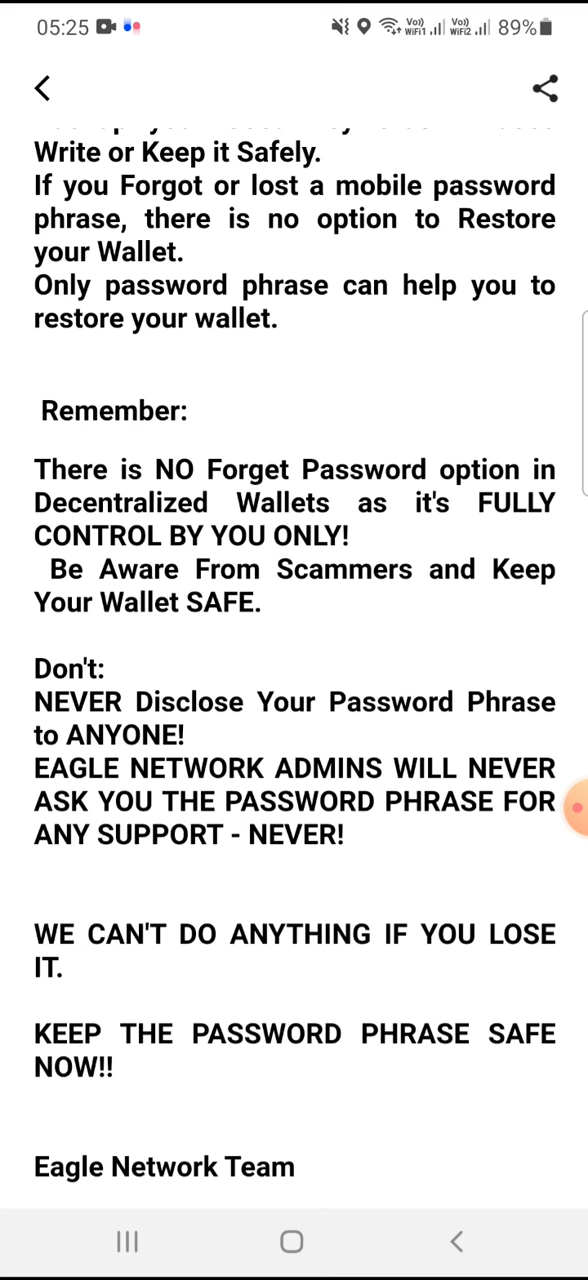 05:25 Vo)) WiFi1 Vo)) WiFi2 89%
Write or Keep it Safely.
If you Forgot or lost a mobile password
phrase, there is no option to Restore
your Wallet.
Only password phrase can help you to
restore your wallet.
Remember:
There is NO Forget Password option in
Decentralized Wallets as it's FULLY
CONTROL BY YOU ONLY!
Be Aware From Scammers and Keep
Your Wallet SAFE.
Don't:
NEVER Disclose Your Password Phrase
to ANYONE!
EAGLE NETWORK ADMINS WILL NEVER
ASK YOU THE PASSWORD PHRASE FOR
ANY SUPPORT - NEVER!
WE CAN'T DO ANYTHING IF YOU LOSE
IT.
KEEP THE PASSWORD PHRASE SAFE
NOW!!
Eagle Network Team